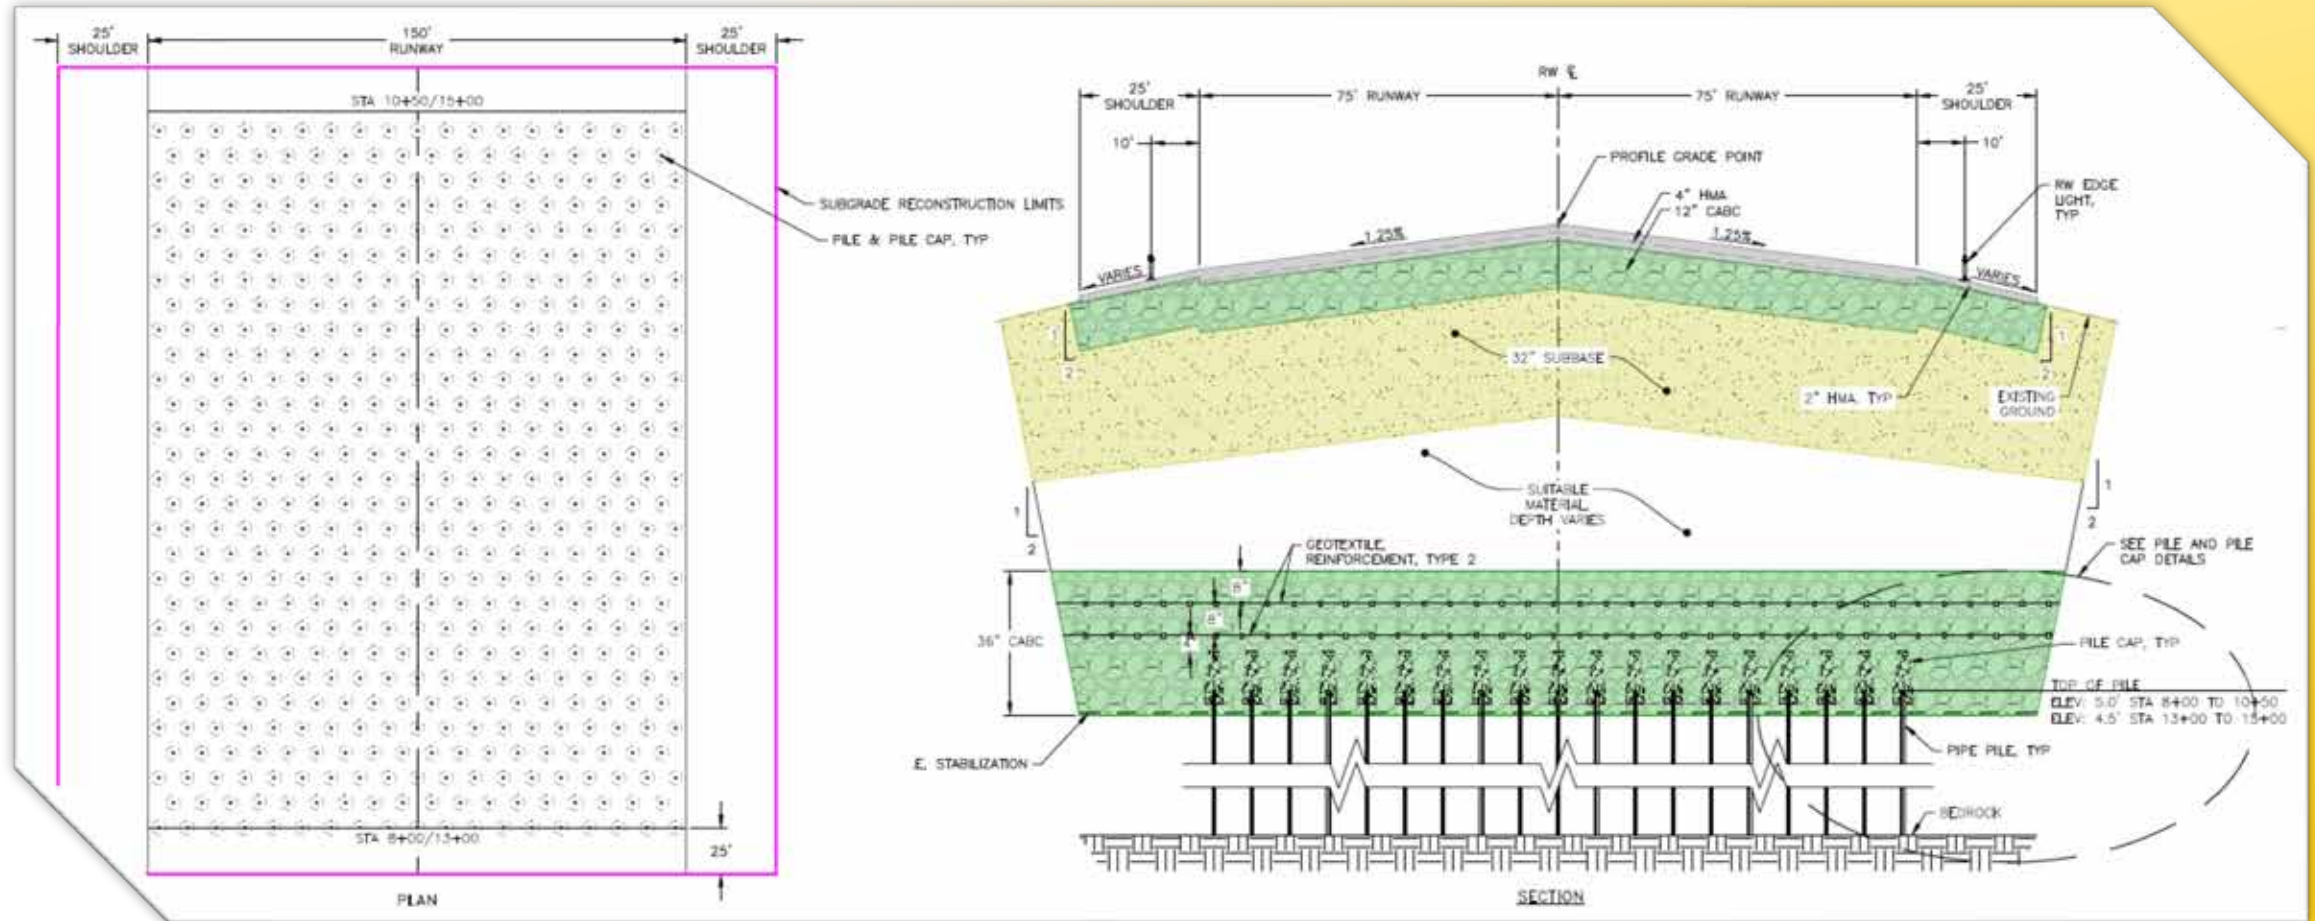 25'
SHOULDER
150'
RUNWAY
25'
SHOULDER
STA 10+50/15+00
SUBGRADE RECONSTRUCTION LIMITS
PILE & PILE CAP, TYP
STA 8+00/13+00
25'
PLAN
RW ℄
25'
SHOULDER
75' RUNWAY
75' RUNWAY
25'
SHOULDER
10'
10'
PROFILE GRADE POINT
4" HMA
12" CABC
RW EDGE
LIGHT,
TYP
1.25%
1.25%
VARIES
VARIES
1
2
1
2
32" SUBBASE
2" HMA, TYP
EXISTING
GROUND
SUITABLE
MATERIAL,
DEPTH VARIES
1
2
1
2
GEOTEXTILE,
REINFORCEMENT, TYPE 2
SEE PILE AND PILE
CAP DETAILS
8"
8"
4"
36" CABC
PILE CAP, TYP
TOP OF PILE
ELEV: 5.0' STA 8+00 TO 10+50
ELEV: 4.5' STA 13+00 TO 15+00
E, STABILIZATION
PIPE PILE, TYP
BEDROCK
SECTION